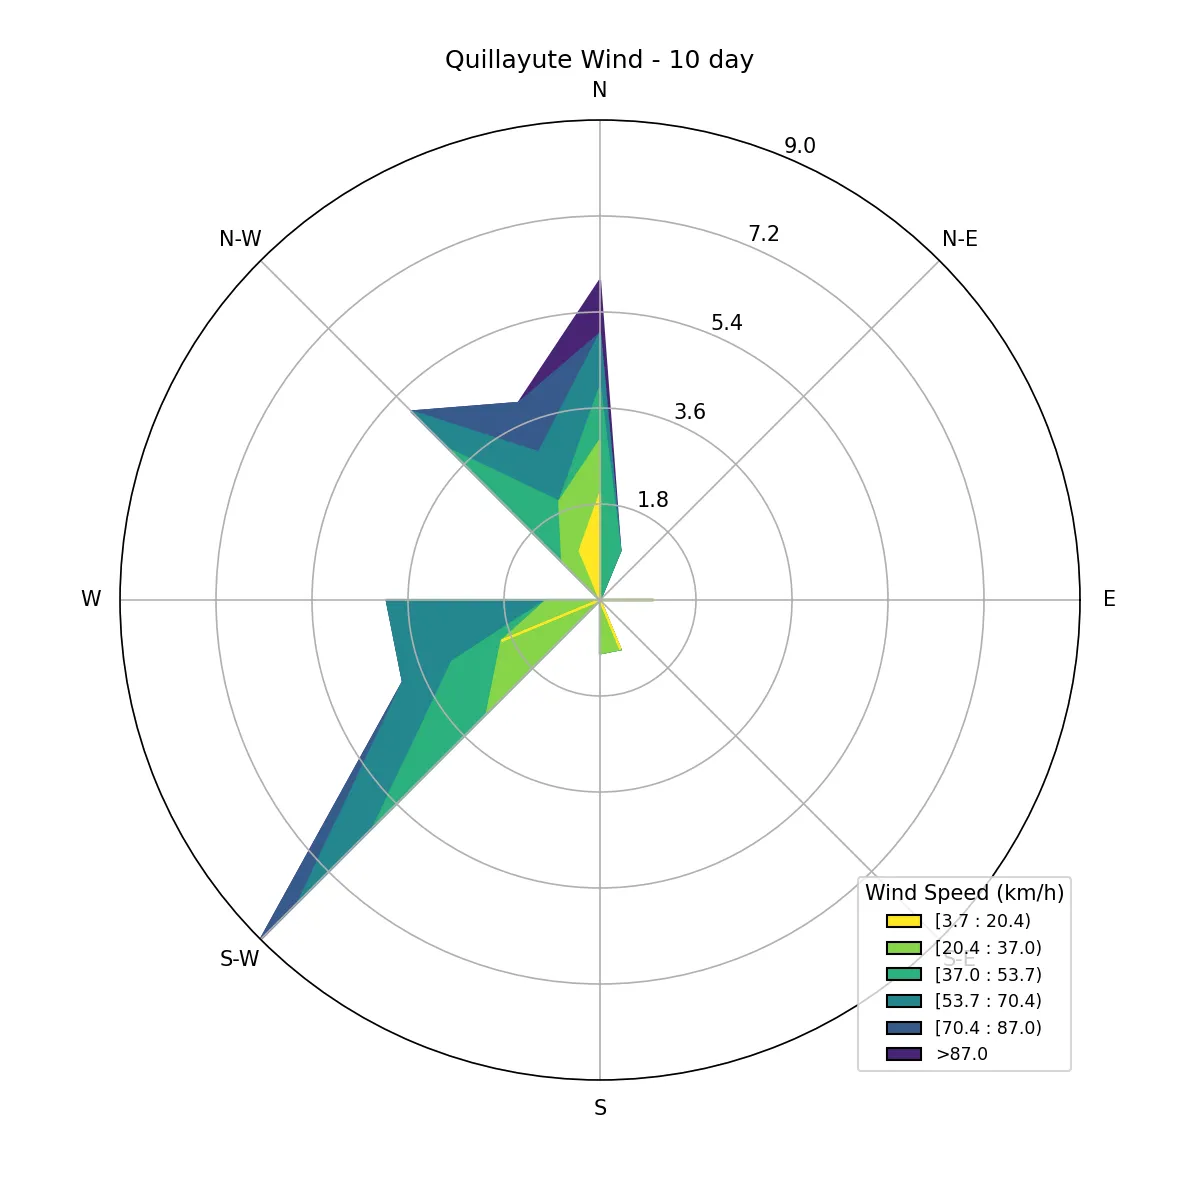 Quillayute Wind - 10 day
N
9.0
N-W
7.2
N-E
5.4
3.6
1.8
W
E
S-W
S-E
S
Wind Speed (km/h)
[3.7 : 20.4)
[20.4 : 37.0)
[37.0 : 53.7)
[53.7 : 70.4)
[70.4 : 87.0)
>87.0